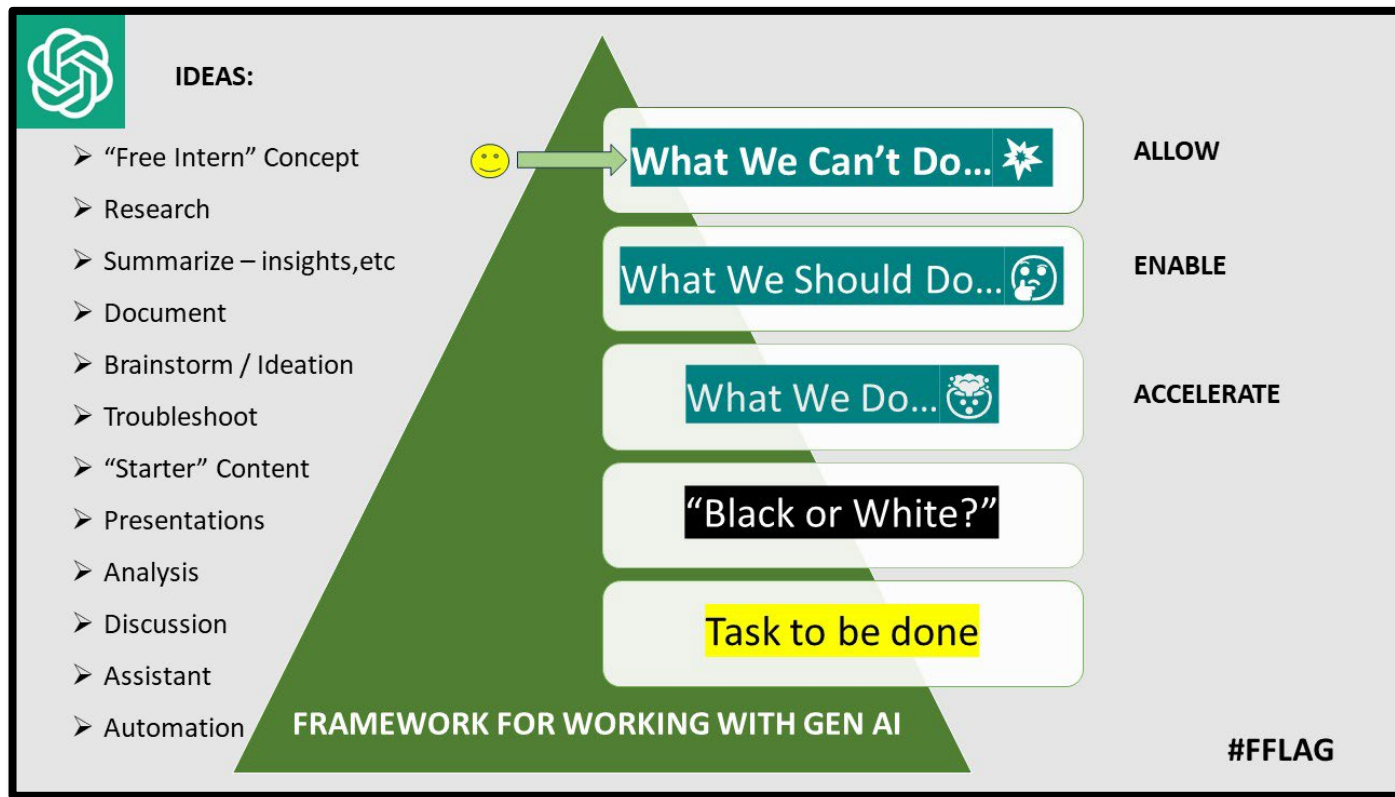 IDEAS:
“Free Intern” Concept
Research
Summarize – insights,etc
Document
Brainstorm / Ideation
Troubleshoot
“Starter” Content
Presentations
Analysis
Discussion
Assistant
Automation
What We Can’t Do…
ALLOW
What We Should Do…
ENABLE
What We Do…
ACCELERATE
“Black or White?”
Task to be done
FRAMEWORK FOR WORKING WITH GEN AI
#FFLAG